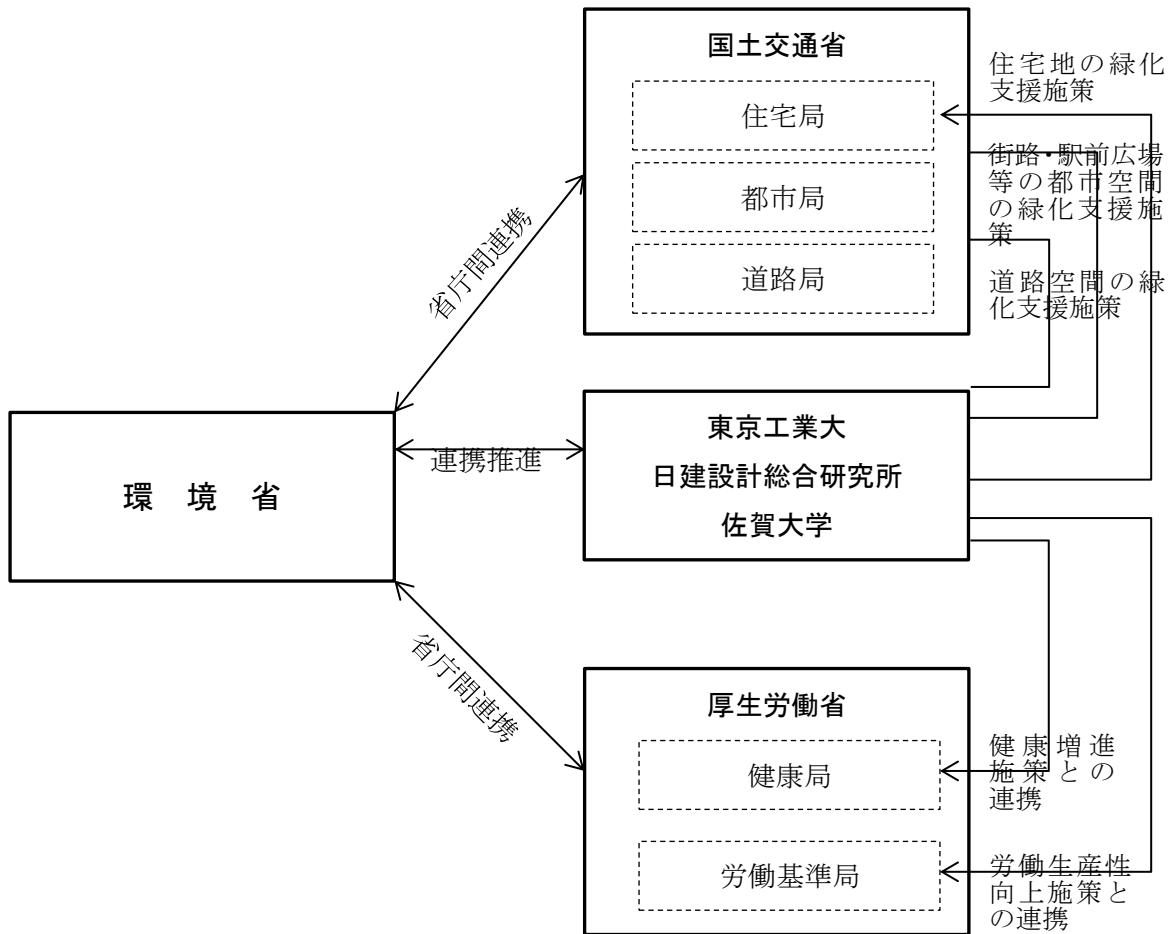 国土交通省
住宅局
都市局
道路局
住宅地の緑化
支援施策
街路・駅前広場
等の都市空間
の緑化支援施
策
道路空間の緑
化支援施策
省庁間連携
環 境 省
連携推進
東京工業大
日建設計総合研究所
佐賀大学
省庁間連携
厚生労働省
健康局
労働基準局
健康増進
施策との
連携
労働生産性
向上施策と
の連携